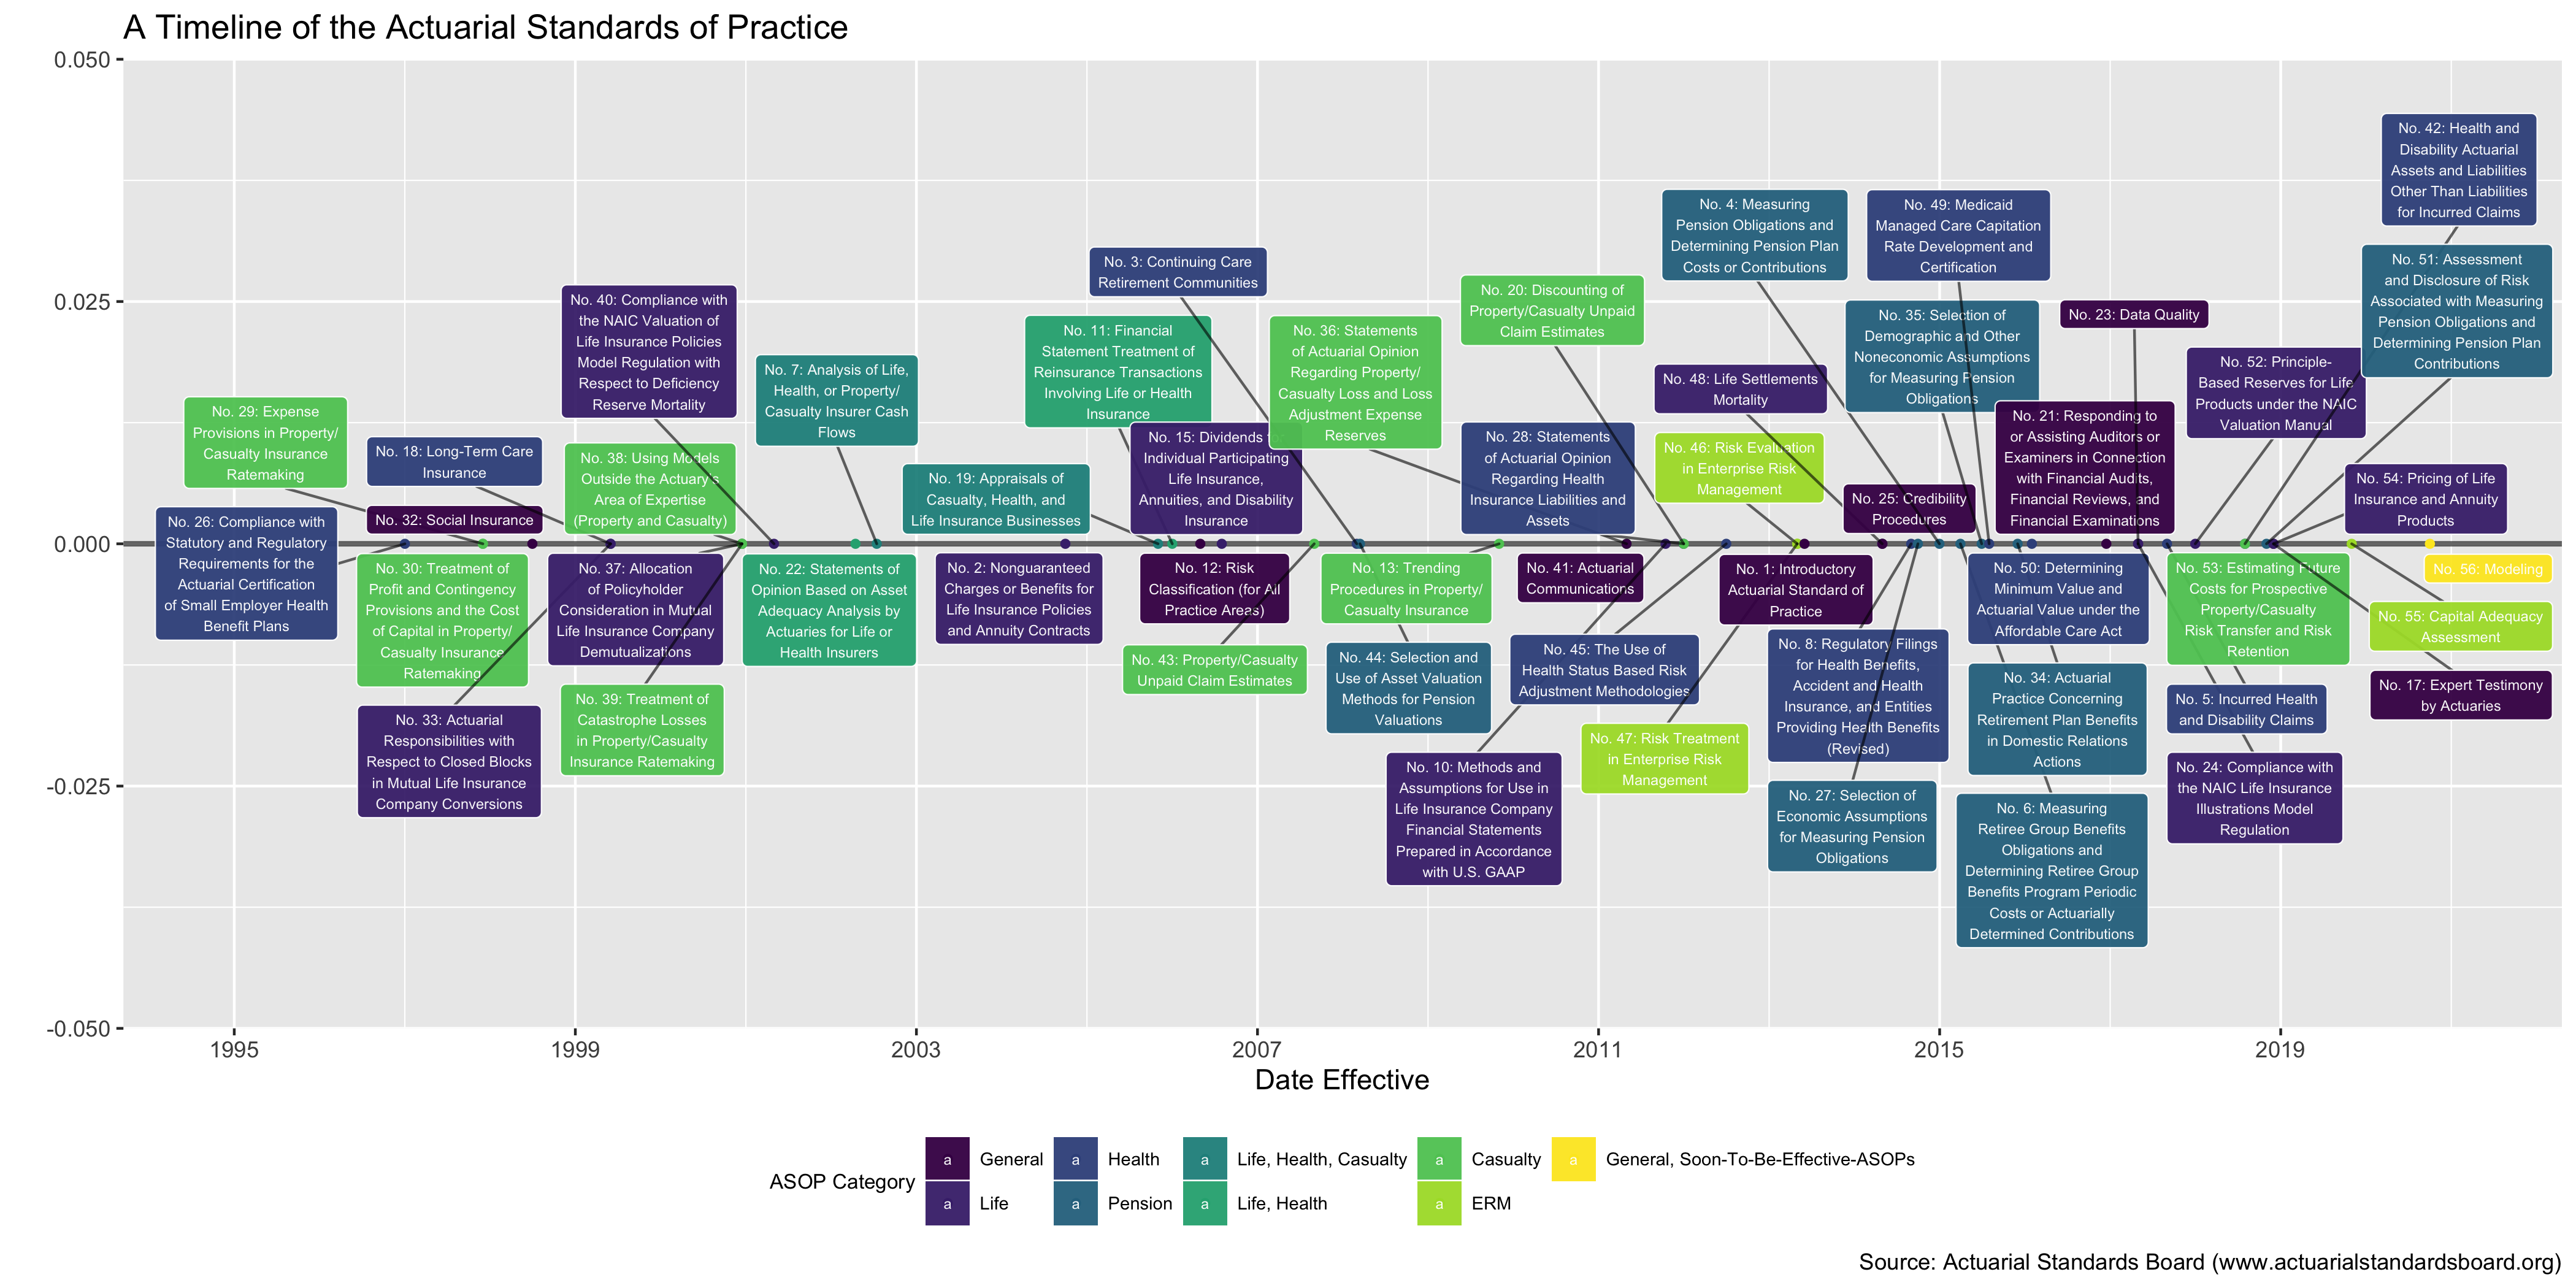 A Timeline of the Actuarial Standards of Practice
0.050
0.025
0.000
-0.025
-0.050
No. 29: Expense
Provisions in Property/
Casualty Insurance
Ratemaking
No. 26: Compliance with
Statutory and Regulatory
Requirements for the
Actuarial Certification
of Small Employer Health
Benefit Plans
No. 18: Long-Term Care
Insurance
No. 32: Social Insurance
No. 30: Treatment of
Profit and Contingency
Provisions and the Cost
of Capital in Property/
Casualty Insurance
Ratemaking
No. 33: Actuarial
Responsibilities with
Respect to Closed Blocks
in Mutual Life Insurance
Company Conversions
No. 40: Compliance with
the NAIC Valuation of
Life Insurance Policies
Model Regulation with
Respect to Deficiency
Reserve Mortality
No. 38: Using Models
Outside the Actuary's
Area of Expertise
(Property and Casualty)
No. 37: Allocation
of Policyholder
Consideration in Mutual
Life Insurance Company
Demutualizations
No. 39: Treatment of
Catastrophe Losses
in Property/Casualty
Insurance Ratemaking
No. 7: Analysis of Life,
Health, or Property/
Casualty Insurer Cash
Flows
No. 22: Statements of
Opinion Based on Asset
Adequacy Analysis by
Actuaries for Life or
Health Insurers
No. 19: Appraisals of
Casualty, Health, and
Life Insurance Businesses
No. 2: Nonguaranteed
Charges or Benefits for
Life Insurance Policies
and Annuity Contracts
No. 3: Continuing Care
Retirement Communities
No. 11: Financial
Statement Treatment of
Reinsurance Transactions
Involving Life or Health
Insurance
No. 15: Dividends for
Individual Participating
Life Insurance,
Annuities, and Disability
Insurance
No. 12: Risk
Classification (for All
Practice Areas)
No. 43: Property/Casualty
Unpaid Claim Estimates
No. 36: Statements
of Actuarial Opinion
Regarding Property/
Casualty Loss and Loss
Adjustment Expense
Reserves
No. 13: Trending
Procedures in Property/
Casualty Insurance
No. 44: Selection and
Use of Asset Valuation
Methods for Pension
Valuations
No. 20: Discounting of
Property/Casualty Unpaid
Claim Estimates
No. 28: Statements
of Actuarial Opinion
Regarding Health
Insurance Liabilities and
Assets
No. 41: Actuarial
Communications
No. 45: The Use of
Health Status Based Risk
Adjustment Methodologies
No. 10: Methods and
Assumptions for Use in
Life Insurance Company
Financial Statements
Prepared in Accordance
with U.S. GAAP
No. 47: Risk Treatment
in Enterprise Risk
Management
No. 4: Measuring
Pension Obligations and
Determining Pension Plan
Costs or Contributions
No. 48: Life Settlements
Mortality
No. 46: Risk Evaluation
in Enterprise Risk
Management
No. 1: Introductory
Actuarial Standard of
Practice
No. 49: Medicaid
Managed Care Capitation
Rate Development and
Certification
No. 35: Selection of
Demographic and Other
Noneconomic Assumptions
for Measuring Pension
Obligations
No. 25: Credibility
Procedures
No. 8: Regulatory Filings
for Health Benefits,
Accident and Health
Insurance, and Entities
Providing Health Benefits
(Revised)
No. 27: Selection of
Economic Assumptions
for Measuring Pension
Obligations
No. 23: Data Quality
No. 21: Responding to
or Assisting Auditors or
Examiners in Connection
with Financial Audits,
Financial Reviews, and
Financial Examinations
No. 50: Determining
Minimum Value and
Actuarial Value under the
Affordable Care Act
No. 34: Actuarial
Practice Concerning
Retirement Plan Benefits
in Domestic Relations
Actions
No. 6: Measuring
Retiree Group Benefits
Obligations and
Determining Retiree Group
Benefits Program Periodic
Costs or Actuarially
Determined Contributions
No. 42: Health and
Disability Actuarial
Assets and Liabilities
Other Than Liabilities
for Incurred Claims
No. 51: Assessment
and Disclosure of Risk
Associated with Measuring
Pension Obligations and
Determining Pension Plan
Contributions
No. 52: Principle-
Based Reserves for Life
Products under the NAIC
Valuation Manual
No. 54: Pricing of Life
Insurance and Annuity
Products
No. 53: Estimating Future
Costs for Prospective
Property/Casualty
Risk Transfer and Risk
Retention
No. 56: Modeling
No. 55: Capital Adequacy
Assessment
No. 17: Expert Testimony
by Actuaries
No. 5: Incurred Health
and Disability Claims
No. 24: Compliance with
the NAIC Life Insurance
Illustrations Model
Regulation
1995
1999
2003
2007
2011
2015
2019
Date Effective
ASOP Category
a General
a Life
a Health
a Pension
a Life, Health, Casualty
a Life, Health
a Casualty
a ERM
a General, Soon-To-Be-Effective-ASOPs
Source: Actuarial Standards Board (www.actuarialstandardsboard.org)